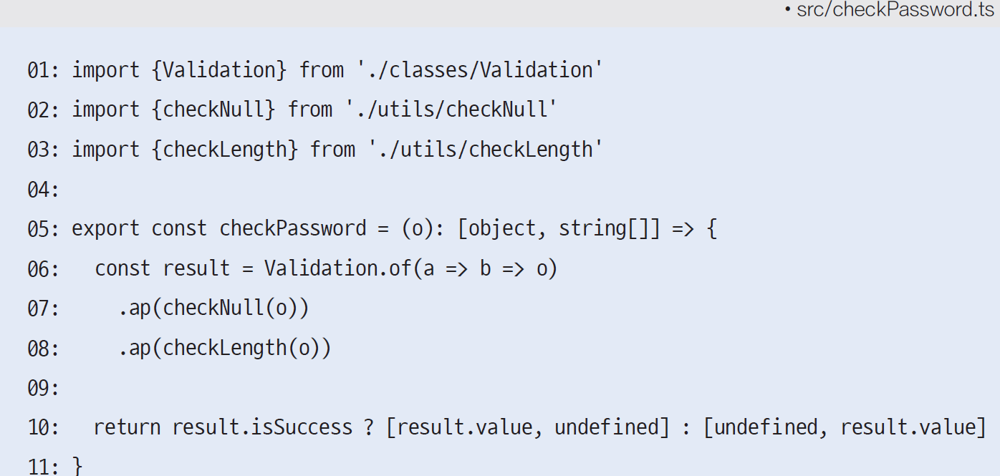 • src/checkPassword.ts
01: import {Validation} from './classes/Validation'
02: import {checkNull} from './utils/checkNull'
03: import {checkLength} from './utils/checkLength'
04:
05: export const checkPassword = (o): [object, string[]] => {
06:   const result = Validation.of(a => b => o)
07:     .ap(checkNull(o))
08:     .ap(checkLength(o))
09:
10:   return result.isSuccess ? [result.value, undefined] : [undefined, result.value]
11: }